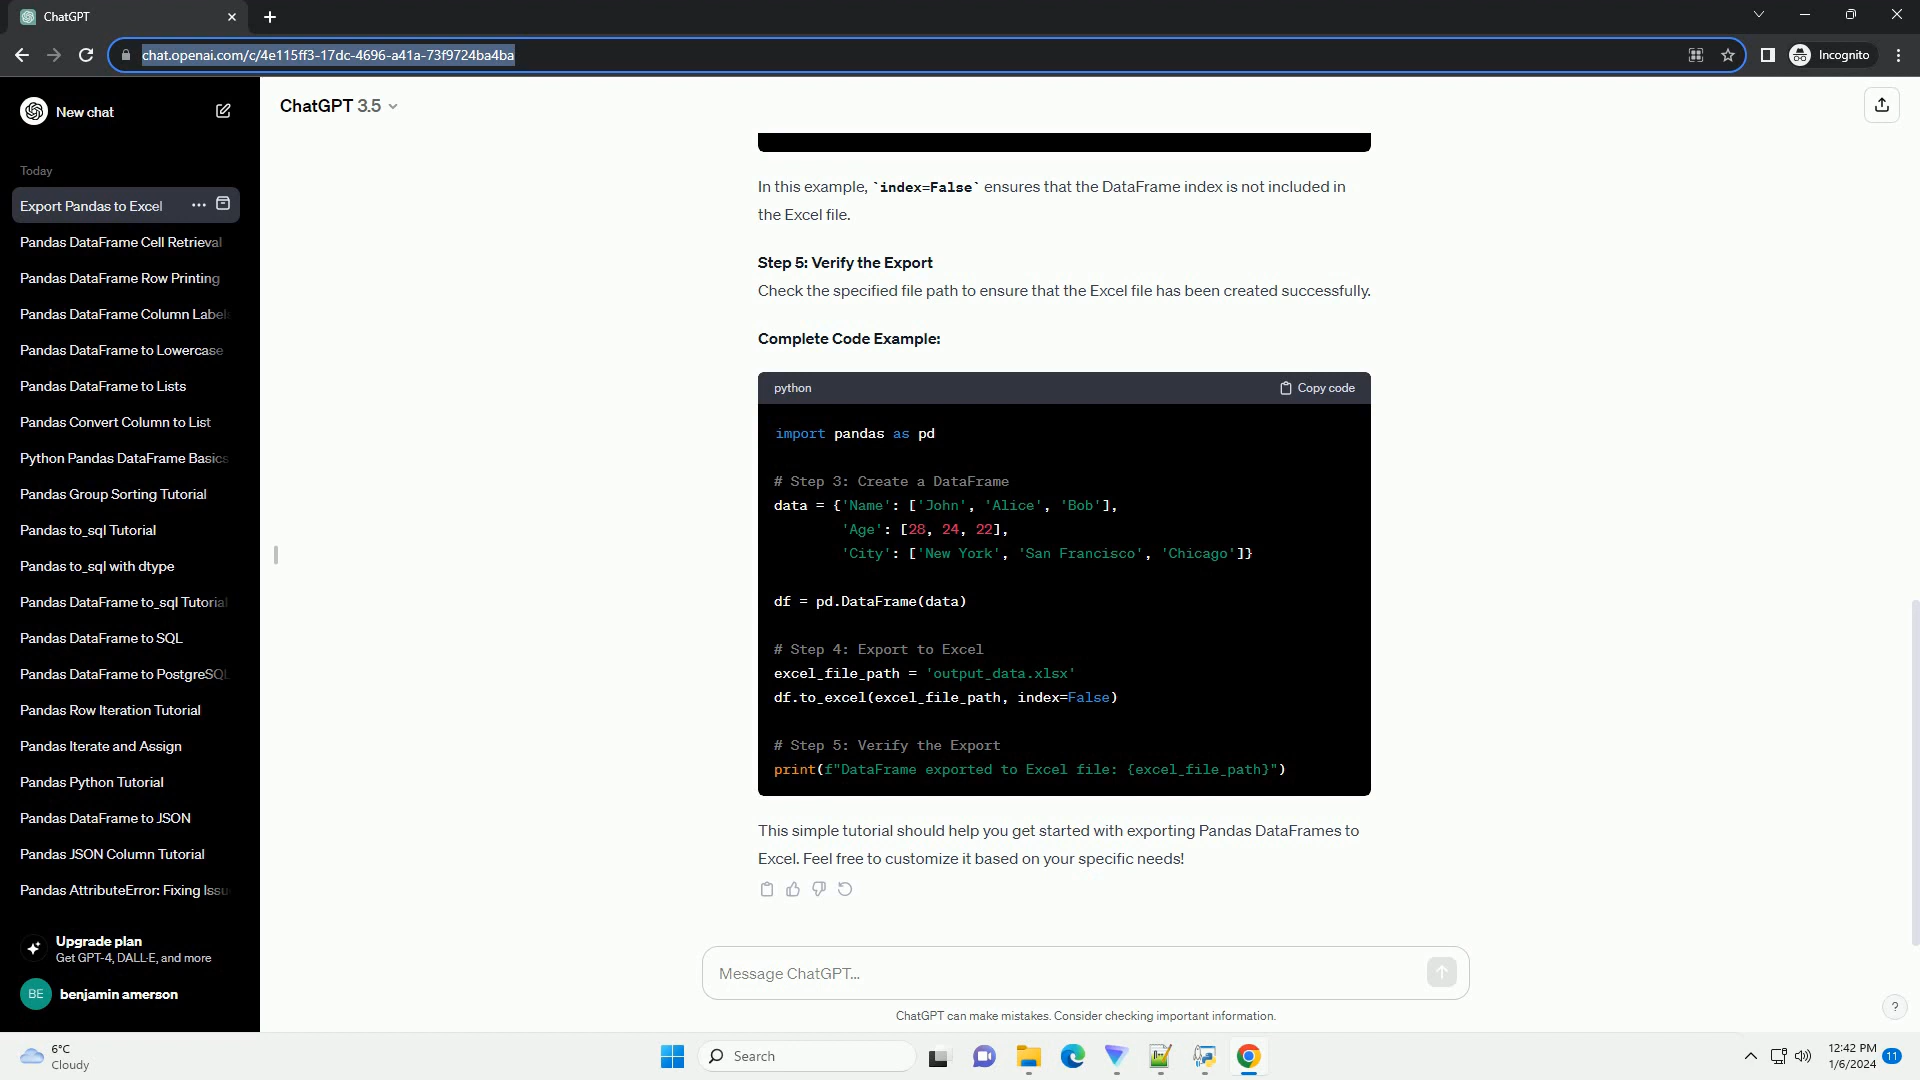 ChatGPT
chat.openai.com/c/4e115ff3-17dc-4696-a41a-73f9724ba4ba
Incognito
New chat
Today
Export Pandas to Excel
Pandas DataFrame Cell Retrieval
Pandas DataFrame Row Printing
Pandas DataFrame Column Label
Pandas DataFrame to Lowercase
Pandas DataFrame to Lists
Pandas Convert Column to List
Python Pandas DataFrame Basics
Pandas Group Sorting Tutorial
Pandas to_sql Tutorial
Pandas to_sql with dtype
Pandas DataFrame to_sql Tutorial
Pandas DataFrame to SQL
Pandas DataFrame to PostgreSQL
Pandas Row Iteration Tutorial
Pandas Iterate and Assign
Pandas Python Tutorial
Pandas DataFrame to JSON
Pandas JSON Column Tutorial
Pandas AttributeError: Fixing Issu
Upgrade plan
Get GPT-4, DALL·E, and more
BE
benjamin amerson
ChatGPT 3.5
In this example, `index=False` ensures that the DataFrame index is not included in
the Excel file.
Step 5: Verify the Export
Check the specified file path to ensure that the Excel file has been created successfully.
Complete Code Example:
python
Copy code
import pandas as pd
# Step 3: Create a DataFrame
data = {'Name': ['John', 'Alice', 'Bob'],
'Age': [28, 24, 22],
'City': ['New York', 'San Francisco', 'Chicago']}
df = pd.DataFrame(data)
# Step 4: Export to Excel
excel_file_path = 'output_data.xlsx'
df.to_excel(excel_file_path, index=False)
# Step 5: Verify the Export
print(f"DataFrame exported to Excel file: {excel_file_path}")
This simple tutorial should help you get started with exporting Pandas DataFrames to
Excel. Feel free to customize it based on your specific needs!
Message ChatGPT...
ChatGPT can make mistakes. Consider checking important information.
?
6°C
Cloudy
Search
12:42 PM
1/6/2024
11